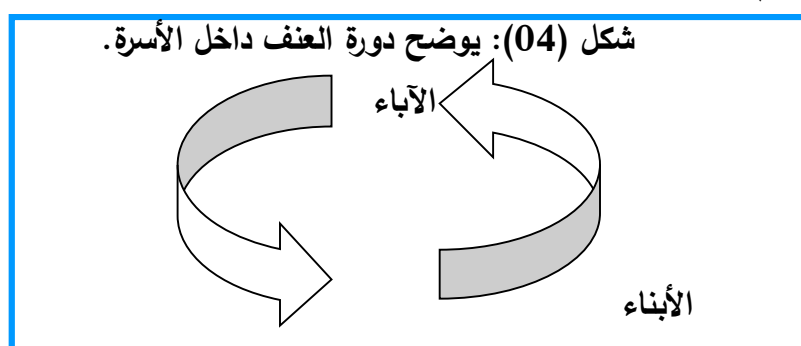 شكل (04): يوضح دورة العنف داخل الأسرة.
الآباء
الأبناء